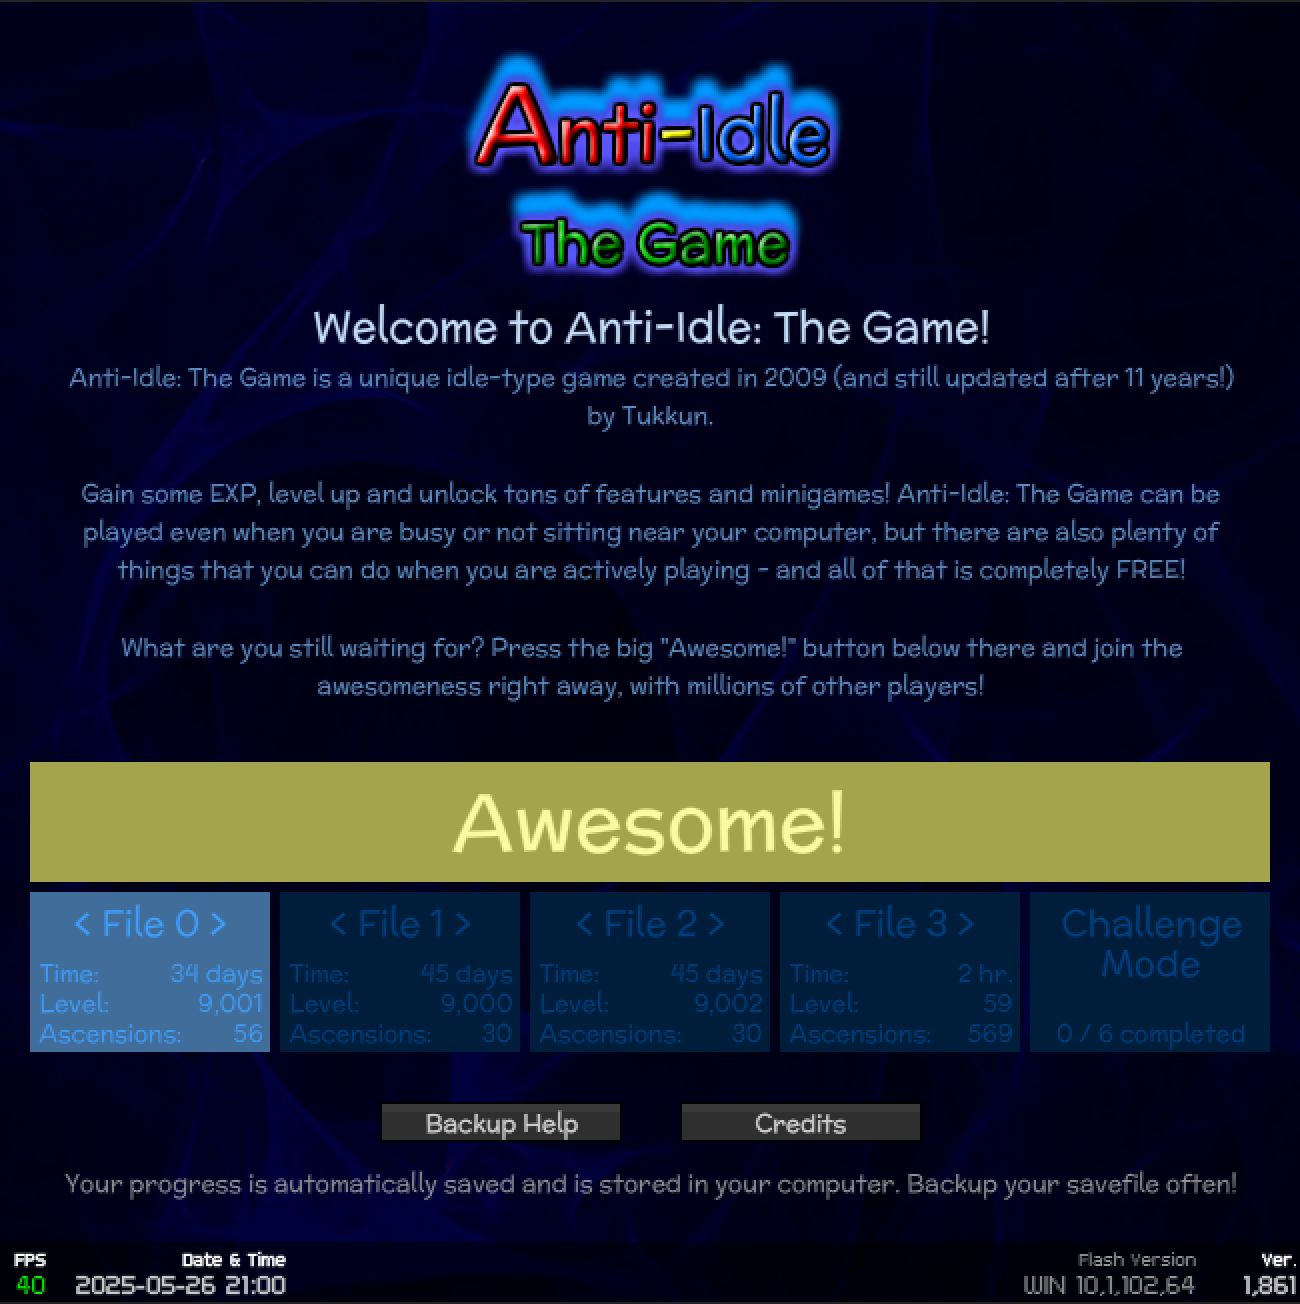 Anti-Idle
The Game
Welcome to Anti-Idle: The Game!
Anti-Idle: The Game is a unique idle-type game created in 2009 (and still updated after 11 years!)
by Tukkun.
Gain some EXP, level up and unlock tons of features and minigames! Anti-Idle: The Game can be
played even when you are busy or not sitting near your computer, but there are also plenty of
things that you can do when you are actively playing - and all of that is completely FREE!
What are you still waiting for? Press the big "Awesome!" button below there and join the
awesomeness right away, with millions of other players!
Awesome!
< File 0 >
Time: 34 days
Level: 9,001
Ascensions: 56
< File 1 >
Time: 45 days
Level: 9,000
Ascensions: 30
< File 2 >
Time: 45 days
Level: 9,002
Ascensions: 30
< File 3 >
Time: 2 hr.
Level: 59
Ascensions: 569
Challenge
Mode
0 / 6 completed
Backup Help
Credits
Your progress is automatically saved and is stored in your computer. Backup your savefile often!
FPS
40
Date & Time
2025-05-26 21:00
Flash Version
WIN 10,1,102,64
Ver.
1,861